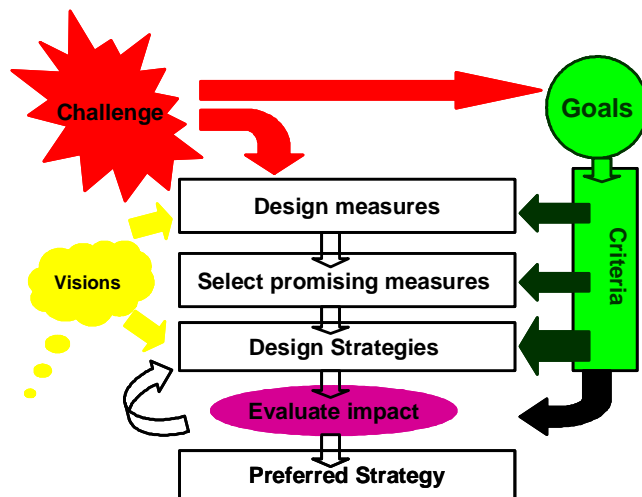 Challenge
Goals
Design measures
Criteria
Visions
Select promising measures
Design Strategies
Evaluate impact
Preferred Strategy